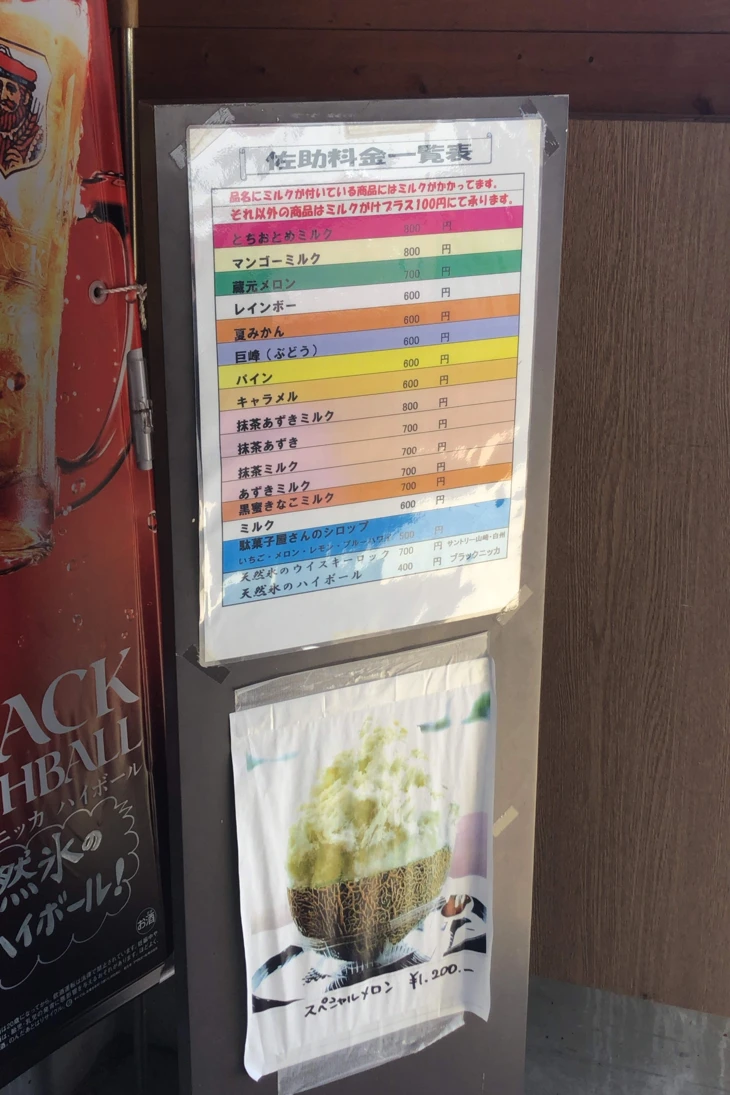 佐助料金一覧表
品名にミルクが付いている商品にはミルクがかかってます。
それ以外の商品はミルクがけプラス100円にて承ります。
とちおとめミルク 800 円
マンゴーミルク 800 円
蔵元メロン 700 円
レインボー 600 円
夏みかん 600 円
巨峰（ぶどう） 600 円
パイン 600 円
キャラメル 600 円
抹茶あずきミルク 800 円
抹茶あずき 700 円
抹茶ミルク 700 円
あずきミルク 700 円
黒蜜きなこミルク 700 円
ミルク 600 円
駄菓子屋さんのシロップ
いちご・メロン・レモン・ブルーハワイ 500 円
天然氷のウイスキーロック 700 円 サントリー山崎・白州
天然氷のハイボール 400 円 ブラックニッカ
スペシャルメロン ¥1,200.-
ACK
HBALL
ニッカ ハイボール
然氷の
ハイボール!
お酒